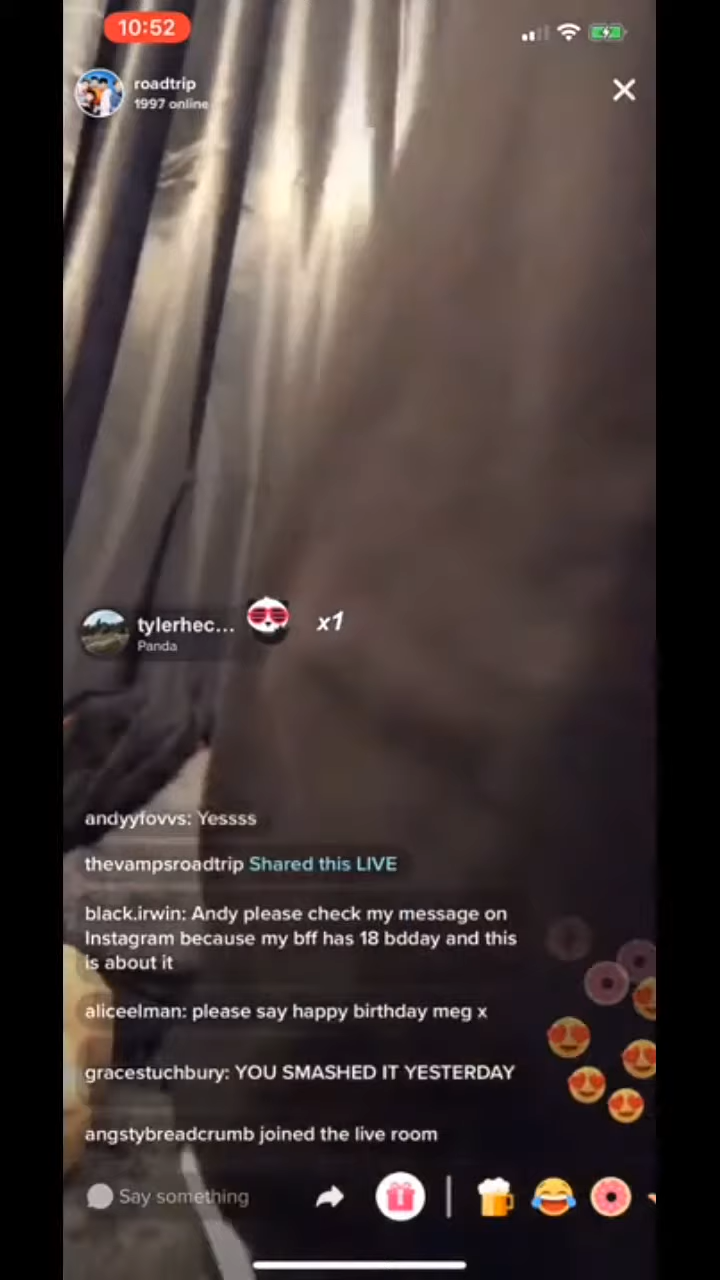 10:52
roadtrip
1997 online
tylerhec...
x1
Panda
andyyfovvs: Yessss
thevampsroadtrip Shared this LIVE
black.irwin: Andy please check my message on
Instagram because my bff has 18 bdday and this
is about it
aliceelman: please say happy birthday meg x
gracestuchbury: YOU SMASHED IT YESTERDAY
angstybreadcrumb joined the live room
Say something